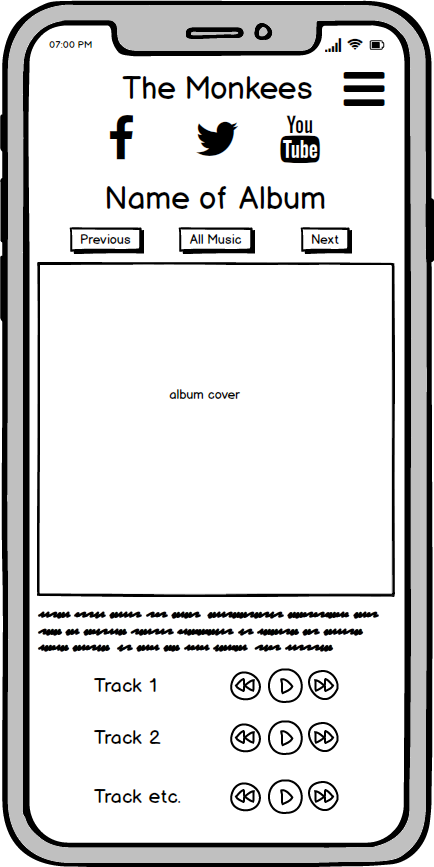 07:00 PM
The Monkees
You
Tube
Name of Album
Previous All Music Next
album cover
Track 1
Track 2
Track etc.